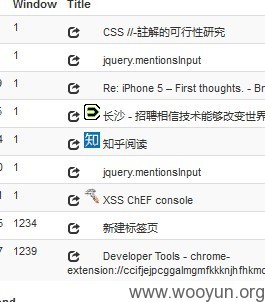 Window Title
1 CSS //-註解的可行性研究
1 jquery.mentionsInput
1 Re: iPhone 5 – First thoughts. - Br
1 长沙 - 招聘相信技术能够改变世界
1 知 知乎阅读
1 jquery.mentionsInput
1 XSS ChEF console
1234 新建标签页
1239 Developer Tools - chrome-
extension://ccifjejpcggalmgmfkkknjhfhkmc
www.wooyun.org